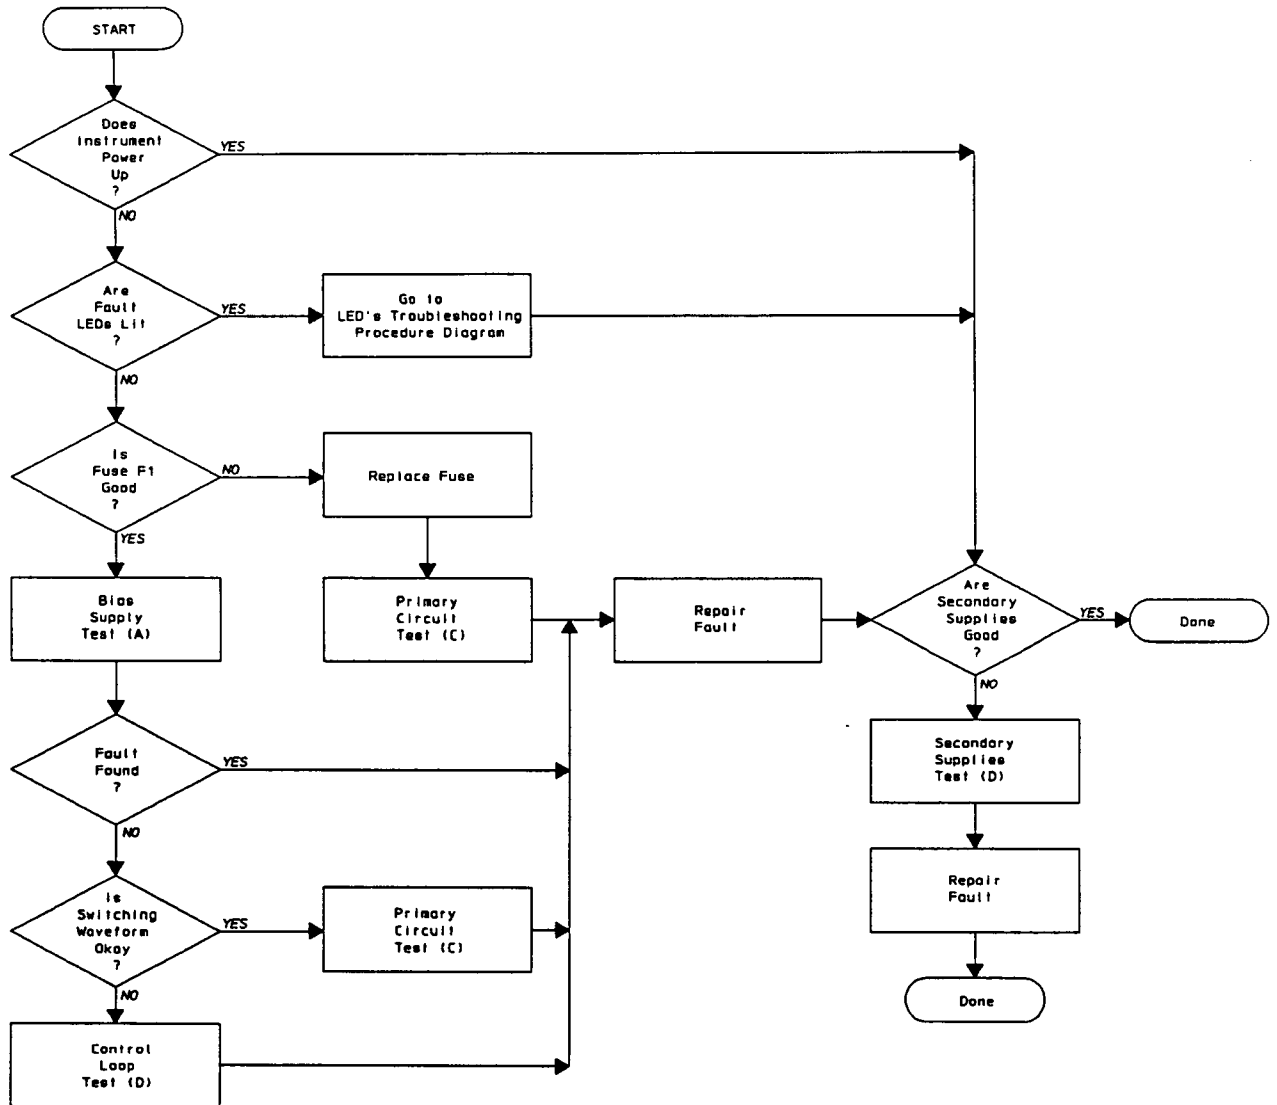 START
Does
Instrument
Power
Up
?
YES
NO
Are
Fault
LEDs Lit
?
YES
Go to
LED's Troubleshooting
Procedure Diagram
NO
Is
Fuse F1
Good
?
NO
Replace Fuse
YES
Bias
Supply
Test (A)
Primary
Circuit
Test (C)
Repair
Fault
Are
Secondary
Supplies
Good
?
YES
Done
NO
Fault
Found
?
YES
Secondary
Supplies
Test (D)
NO
Is
Switching
Waveform
Okay
?
YES
Primary
Circuit
Test (C)
Repair
Fault
NO
Done
Control
Loop
Test (D)